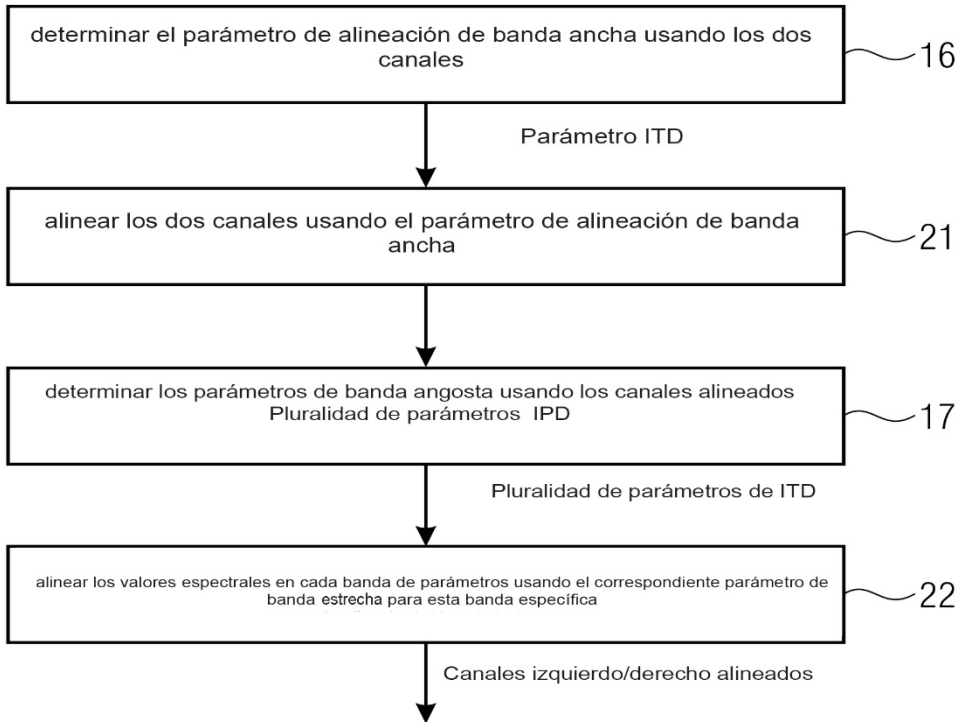 determinar el parámetro de alineación de banda ancha usando los dos
canales
16
Parámetro ITD
alinear los dos canales usando el parámetro de alineación de banda
ancha
21
determinar los parámetros de banda angosta usando los canales alineados
Pluralidad de parámetros IPD
17
Pluralidad de parámetros de ITD
alinear los valores espectrales en cada banda de parámetros usando el correspondiente parámetro de
banda estrecha para esta banda específica
22
Canales izquierdo/derecho alineados